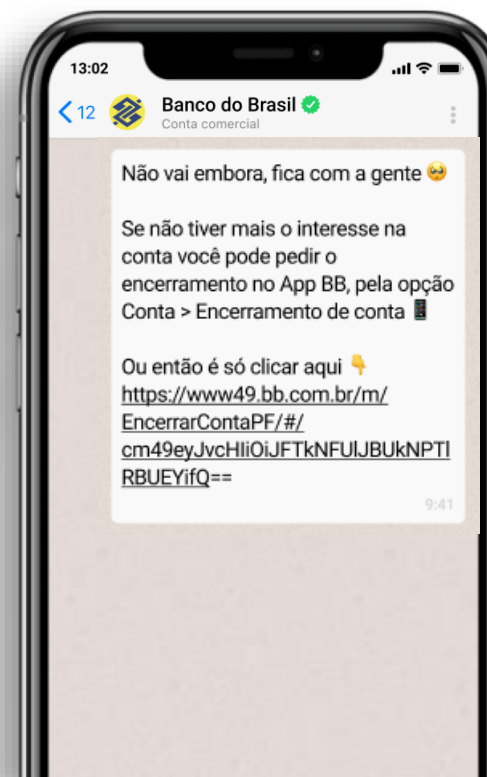 13:02
12
Banco do Brasil
Conta comercial
Não vai embora, fica com a gente 🥺
Se não tiver mais o interesse na
conta você pode pedir o
encerramento no App BB, pela opção
Conta > Encerramento de conta 📱
Ou então é só clicar aqui 👇
https://www49.bb.com.br/m/
EncerrarContaPF/#/
cm49eyJvcHIiOiJFTkNFUlJBUkNPTl
RBUEYifQ==
9:41